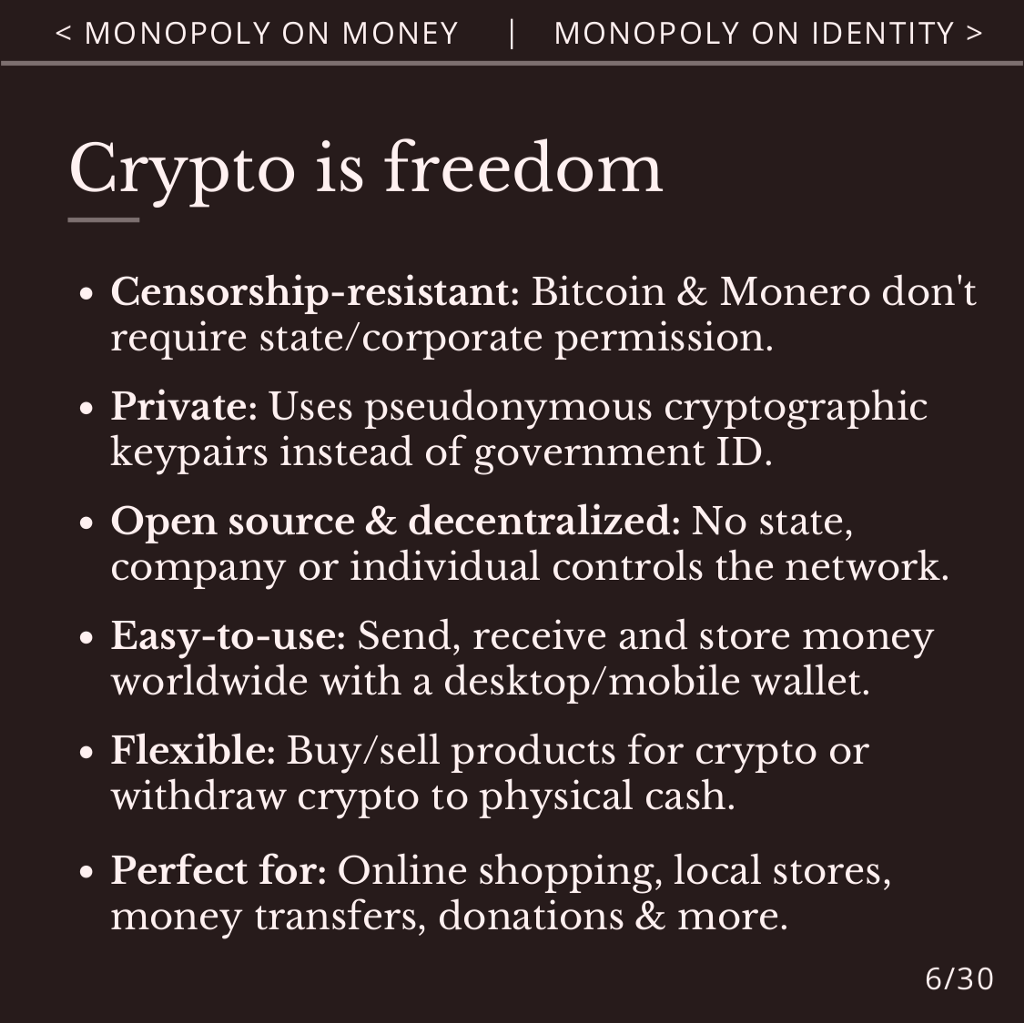 < MONOPOLY ON MONEY | MONOPOLY ON IDENTITY >
Crypto is freedom
• Censorship-resistant: Bitcoin & Monero don't
require state/corporate permission.
• Private: Uses pseudonymous cryptographic
keypairs instead of government ID.
• Open source & decentralized: No state,
company or individual controls the network.
• Easy-to-use: Send, receive and store money
worldwide with a desktop/mobile wallet.
• Flexible: Buy/sell products for crypto or
withdraw crypto to physical cash.
• Perfect for: Online shopping, local stores,
money transfers, donations & more.
6/30